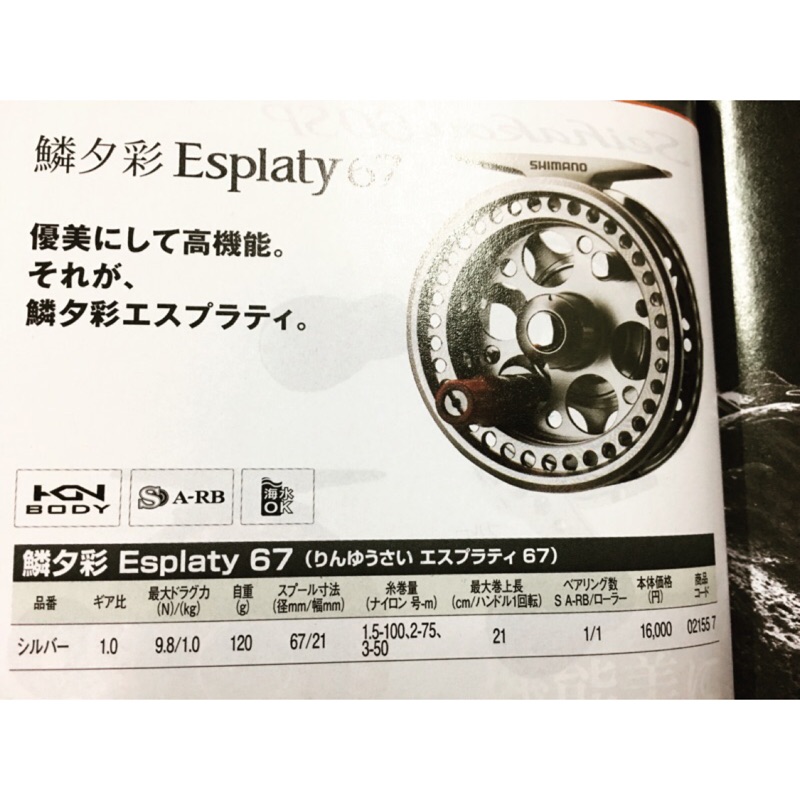 Seihakou 60SP
鱗夕彩 Esplaty 67
SHIMANO
優美にして高機能。
それが、
鱗夕彩エスプラティ。
HGN BODY
S A-RB
海水OK
鱗夕彩 Esplaty 67（りんゆうさい エスプラティ 67）
品番 ギア比 最大ドラグ力(N)/(kg) 自重(g) スプール寸法(径mm/幅mm) 糸巻量(ナイロン 号-m) 最大巻上長(cm/ハンドル1回転) ベアリング数S A-RB/ローラー 本体価格(円) 商品コード
シルバー 1.0 9.8/1.0 120 67/21 1.5-100、2-75、3-50 21 1/1 16,000 02155 7